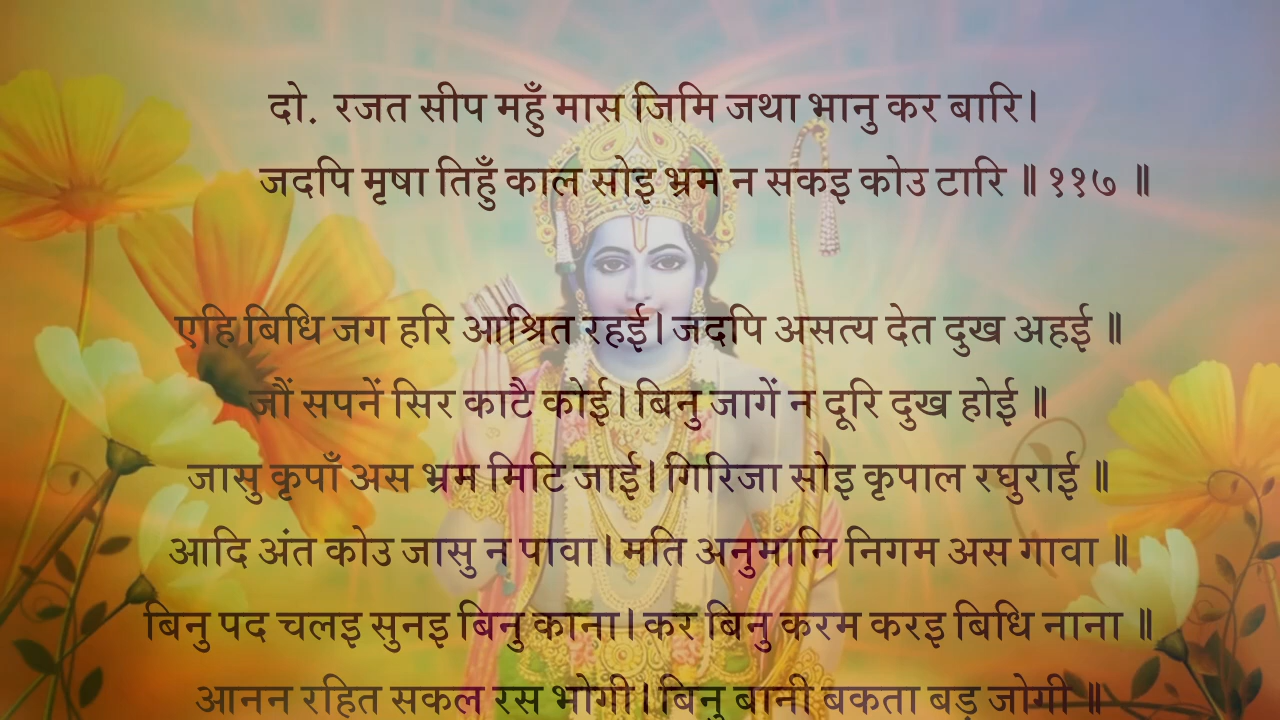 दो. रजत सीप महुँ मास जिमि जथा भानु कर बारि।
जदपि मृषा तिहुँ काल सोइ भ्रम न सकइ कोउ टारि ॥ ११७ ॥
एहि बिधि जग हरि आश्रित रहई। जदपि असत्य देत दुख अहई ॥
जौं सपनें सिर काटै कोई। बिनु जागें न दूरि दुख होई ॥
जासु कृपाँ अस भ्रम मिटि जाई। गिरिजा सोइ कृपाल रघुराई ॥
आदि अंत कोउ जासु न पावा। मति अनुमानि निगम अस गावा ॥
बिनु पद चलइ सुनइ बिनु काना। कर बिनु करम करइ बिधि नाना ॥
आनन रहित सकल रस भोगी। बिनु बानी बकता बड़ जोगी ॥